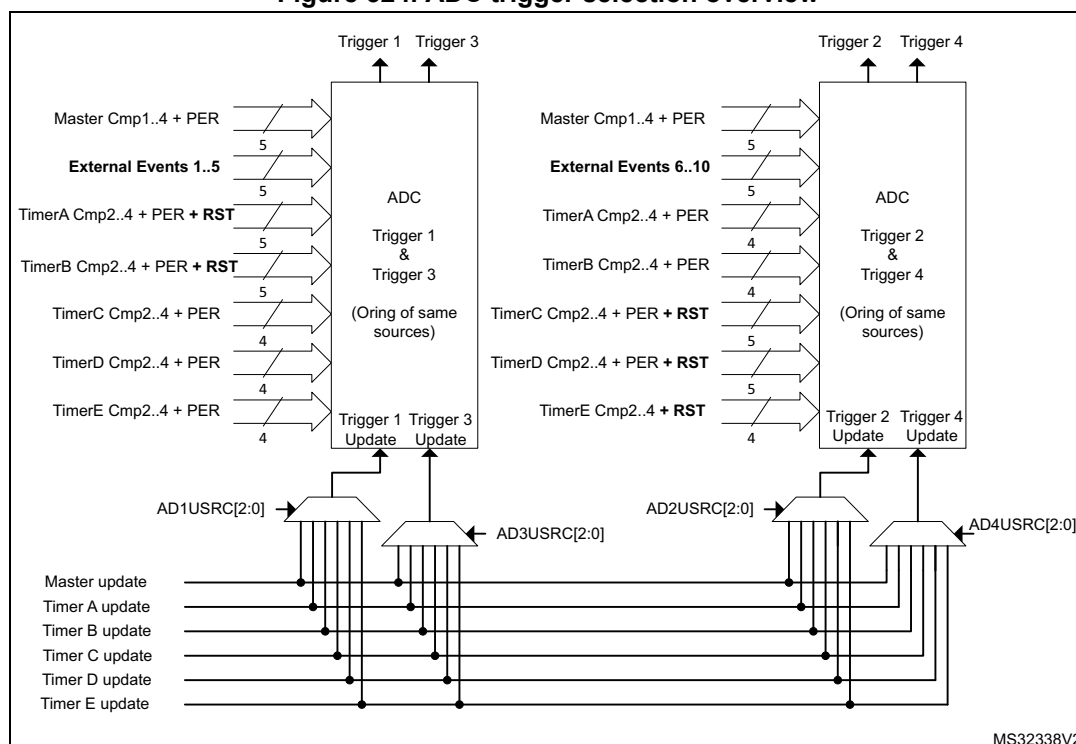 Trigger 1 Trigger 3
Master Cmp1..4 + PER
5
External Events 1..5
5
TimerA Cmp2..4 + PER + RST
5
TimerB Cmp2..4 + PER + RST
5
TimerC Cmp2..4 + PER
4
TimerD Cmp2..4 + PER
4
TimerE Cmp2..4 + PER
4
ADC
Trigger 1
&
Trigger 3
(Oring of same
sources)
Trigger 1 Trigger 3
Update Update
Trigger 2 Trigger 4
Master Cmp1..4 + PER
5
External Events 6..10
5
TimerA Cmp2..4 + PER
4
TimerB Cmp2..4 + PER
4
TimerC Cmp2..4 + PER + RST
5
TimerD Cmp2..4 + PER + RST
5
TimerE Cmp2..4 + RST
4
ADC
Trigger 2
&
Trigger 4
(Oring of same
sources)
Trigger 2 Trigger 4
Update Update
AD1USRC[2:0]
AD3USRC[2:0]
AD2USRC[2:0]
AD4USRC[2:0]
Master update
Timer A update
Timer B update
Timer C update
Timer D update
Timer E update
MS32338V2